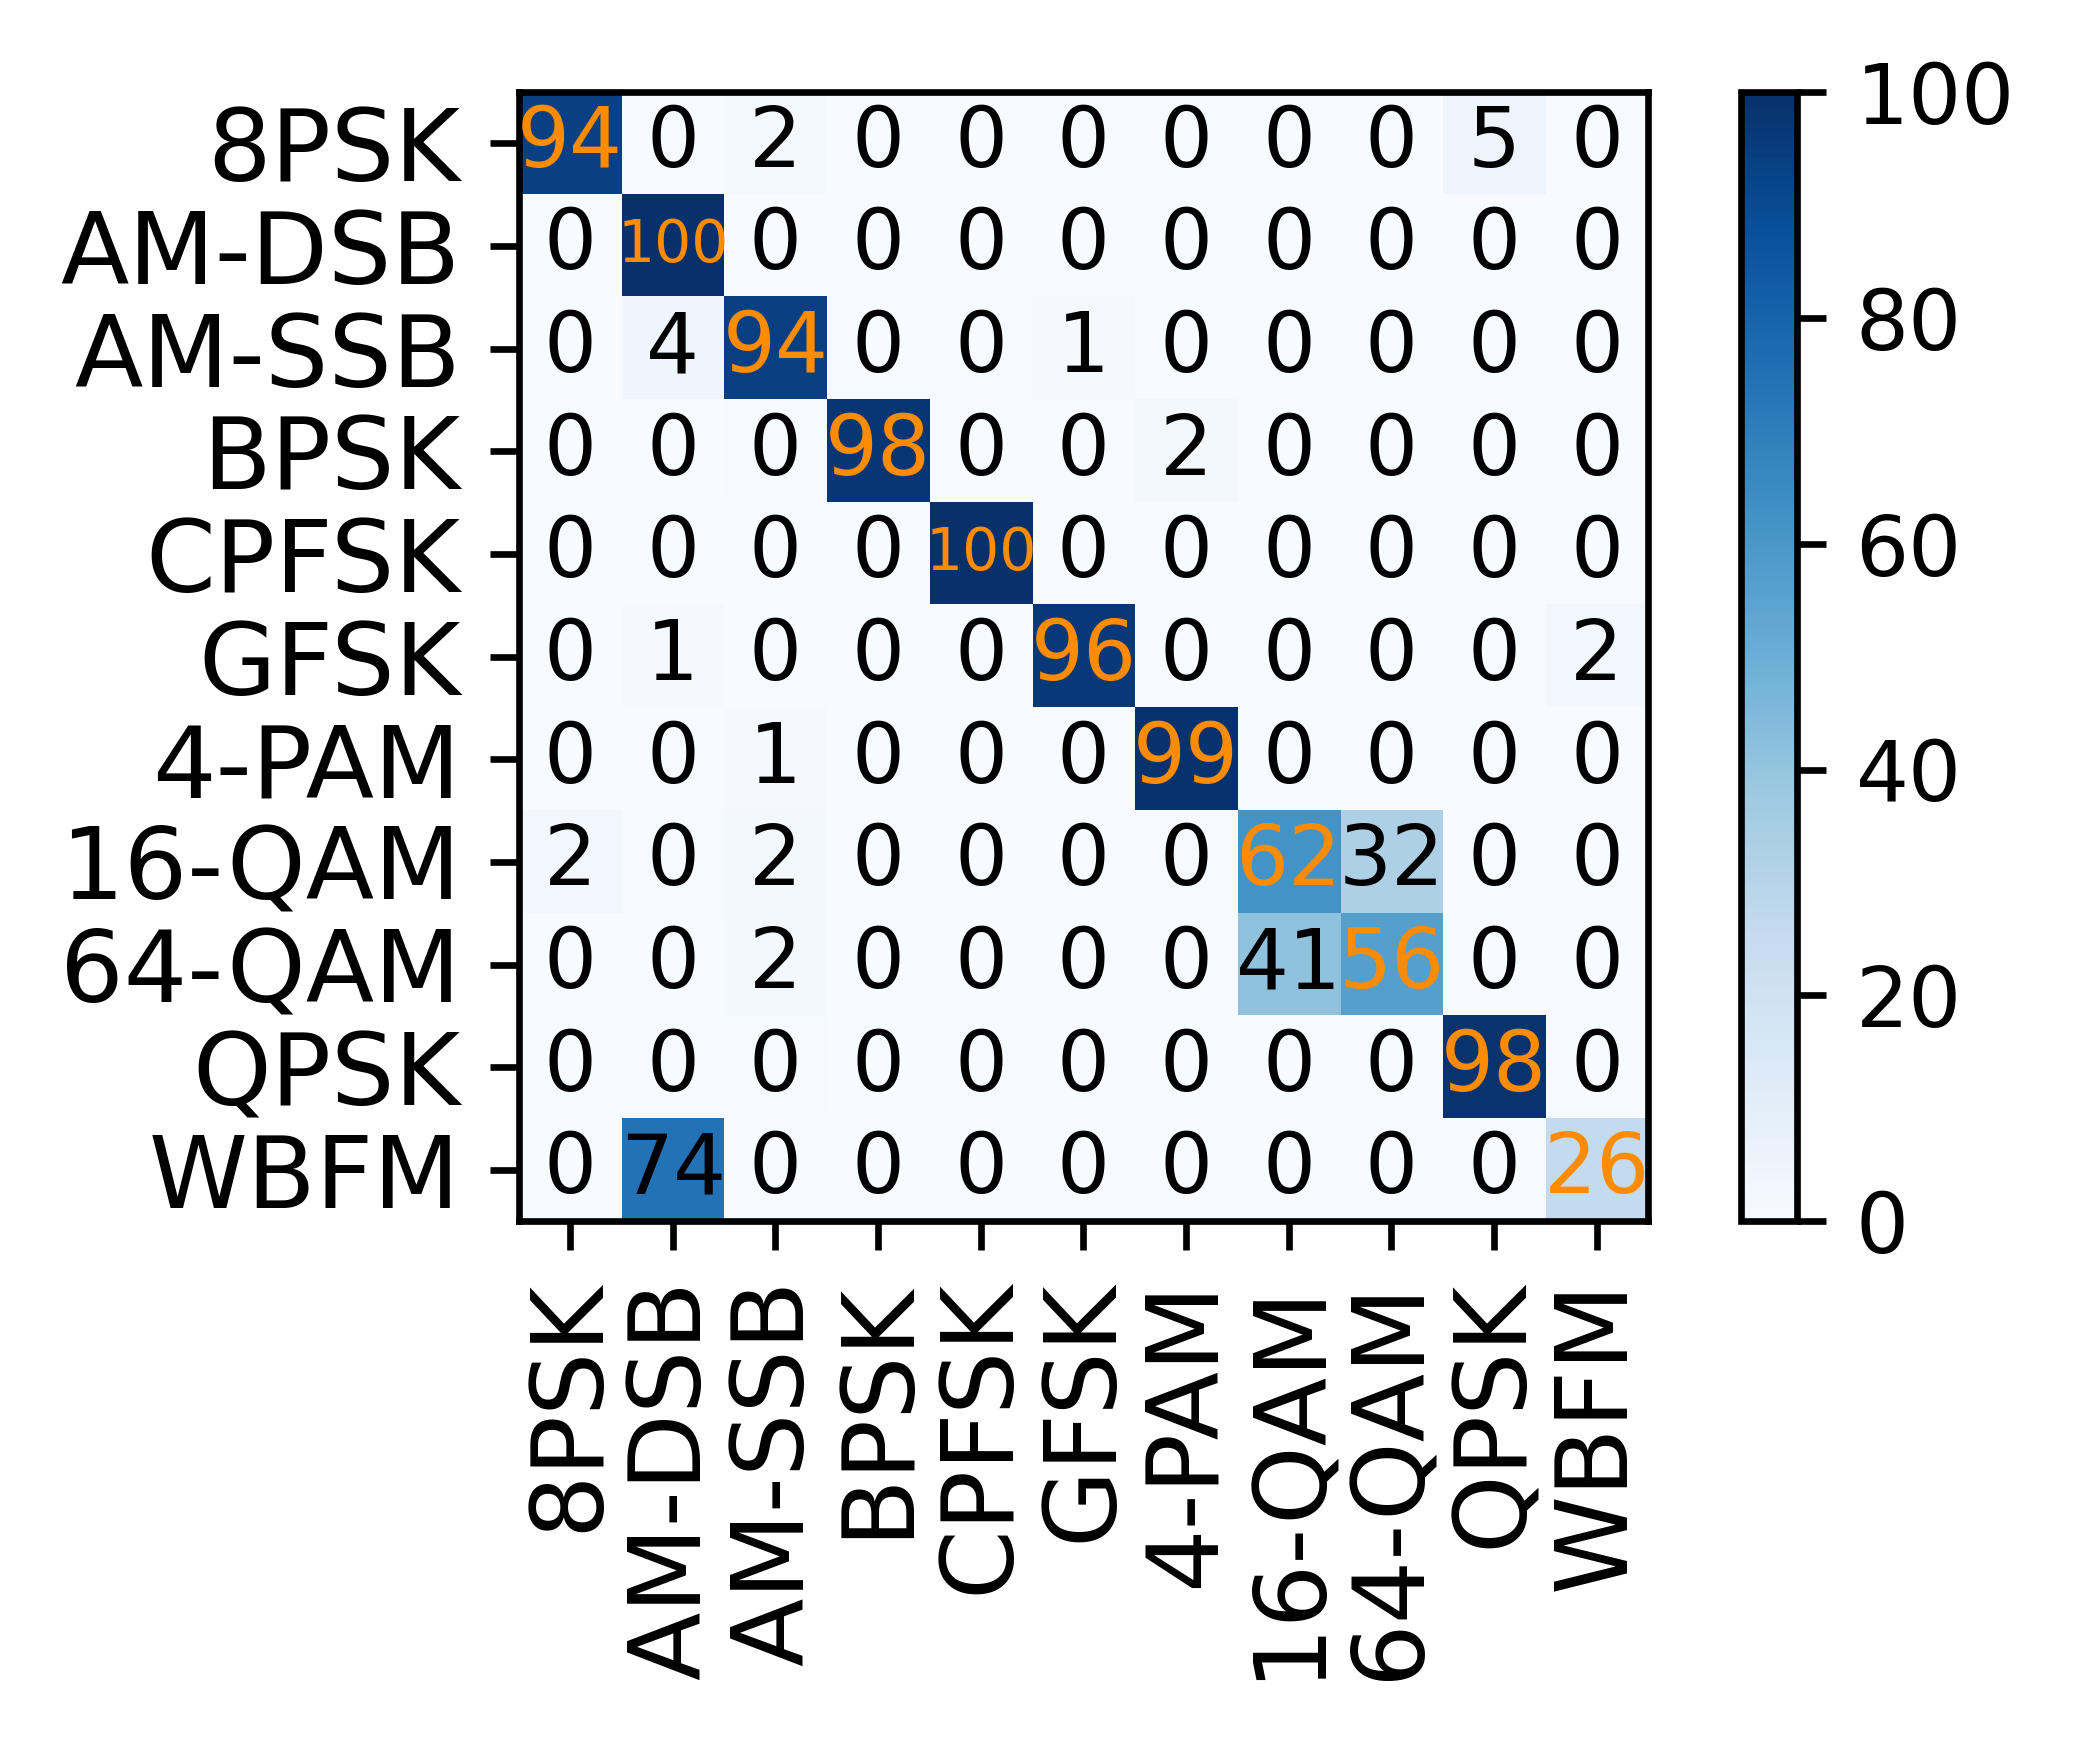 8PSK 94 0 2 0 0 0 0 0 0 5 0
AM-DSB 0 100 0 0 0 0 0 0 0 0 0
AM-SSB 0 4 94 0 0 1 0 0 0 0 0
BPSK 0 0 0 98 0 0 2 0 0 0 0
CPFSK 0 0 0 0 100 0 0 0 0 0 0
GFSK 0 1 0 0 0 96 0 0 0 0 2
4-PAM 0 0 1 0 0 0 99 0 0 0 0
16-QAM 2 0 2 0 0 0 0 62 32 0 0
64-QAM 0 0 2 0 0 0 0 41 56 0 0
QPSK 0 0 0 0 0 0 0 0 0 98 0
WBFM 0 74 0 0 0 0 0 0 0 0 26
8PSK
AM-DSB
AM-SSB
BPSK
CPFSK
GFSK
4-PAM
16-QAM
64-QAM
QPSK
WBFM
100
80
60
40
20
0